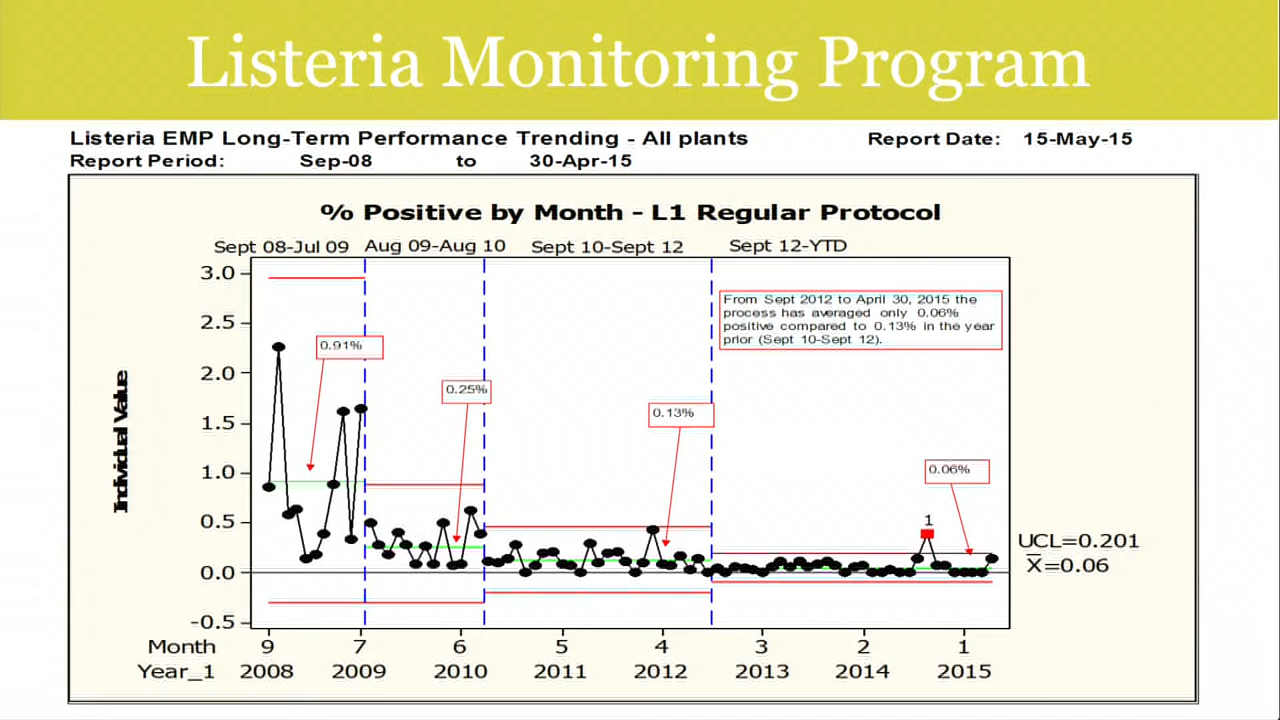 Listeria Monitoring Program
Listeria EMP Long-Term Performance Trending - All plants Report Date: 15-May-15
Report Period: Sep-08 to 30-Apr-15
% Positive by Month - L1 Regular Protocol
Sept 08-Jul 09 Aug 09-Aug 10 Sept 10-Sept 12 Sept 12-YTD
3.0
2.5
2.0
1.5
1.0
0.5
0.0
-0.5
Individual Value
From Sept 2012 to April 30, 2015 the
process has averaged only 0.06%
positive compared to 0.13% in the year
prior (Sept 10-Sept 12).
0.91%
0.25%
0.13%
0.06%
1
UCL=0.201
X̄=0.06
Month 9 7 6 5 4 3 2 1
Year_1 2008 2009 2010 2011 2012 2013 2014 2015